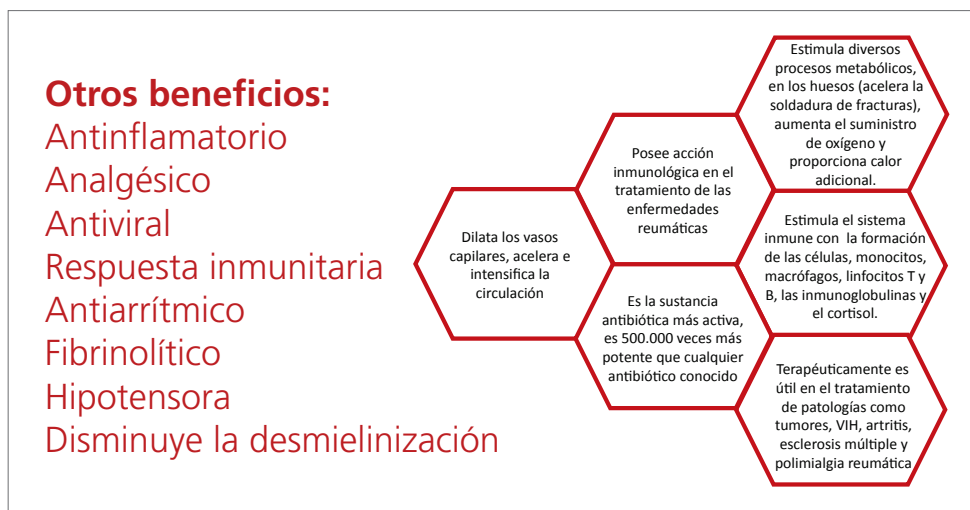 Otros beneficios:
Antinflamatorio
Analgésico
Antiviral
Respuesta inmunitaria
Antiarrítmico
Fibrinolítico
Hipotensora
Disminuye la desmielinización
Dilata los vasos
capilares, acelera e
intensifica la
circulación
Posee acción
inmunológica en el
tratamiento de las
enfermedades
reumáticas
Es la sustancia
antibiótica más activa,
es 500.000 veces más
potente que cualquier
antibiótico conocido
Estimula diversos
procesos metabólicos,
en los huesos (acelera la
soldadura de fracturas),
aumenta el suministro
de oxígeno y
proporciona calor
adicional.
Estimula el sistema
inmune con la formación
de las células, monocitos,
macrófagos, linfocitos T y
B, las inmunoglobulinas y
el cortisol.
Terapéuticamente es
útil en el tratamiento
de patologías como
tumores, VIH, artritis,
esclerosis múltiple y
polimialgia reumática